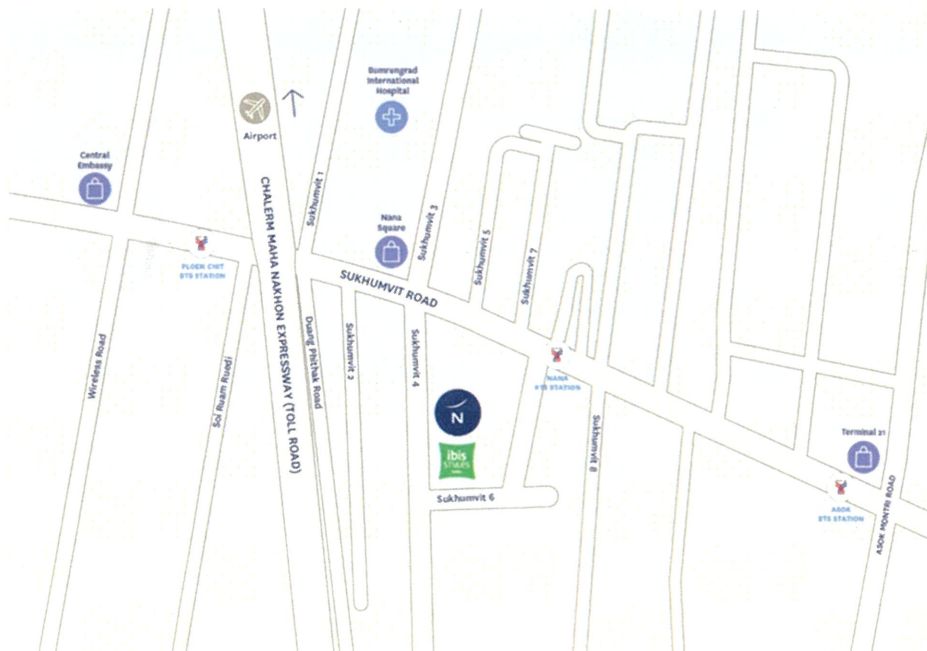 Bumrungrad
International
Hospital
Airport
Central
Embassy
Sukhumvit 1
Nana
Square
Sukhumvit 3
Sukhumvit 5
Sukhumvit 7
PLOEN CHIT
BTS STATION
SUKHUMVIT ROAD
CHALERM MAHA NAKHON EXPRESSWAY (TOLL ROAD)
Duang Phithak Road
Sukhumvit 2
Sukhumvit 4
Wireless Road
Soi Ruam Ruedi
NANA
BTS STATION
N
ibis
STYLES
Sukhumvit 8
Sukhumvit 6
Terminal 21
ASOK
BTS STATION
ASOK MONTRI ROAD